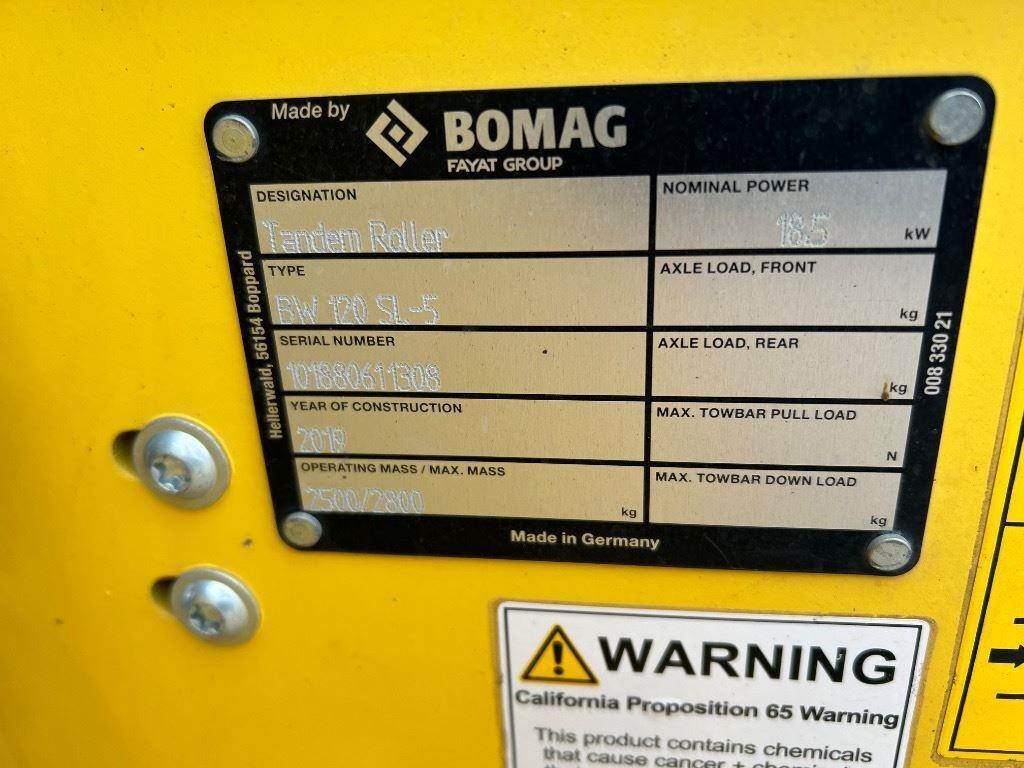 Made by
BOMAG
FAYAT GROUP
DESIGNATION
Tandem Roller
NOMINAL POWER
18.5 kW
TYPE
BW 120 SL-5
AXLE LOAD, FRONT
kg
SERIAL NUMBER
101880611308
AXLE LOAD, REAR
kg
YEAR OF CONSTRUCTION
2019
MAX. TOWBAR PULL LOAD
N
OPERATING MASS / MAX. MASS
2500/2800 kg
MAX. TOWBAR DOWN LOAD
kg
Hellerwald, 56154 Boppard
008 330 21
Made in Germany
WARNING
California Proposition 65 Warning
This product contains chemicals
that cause cancer +